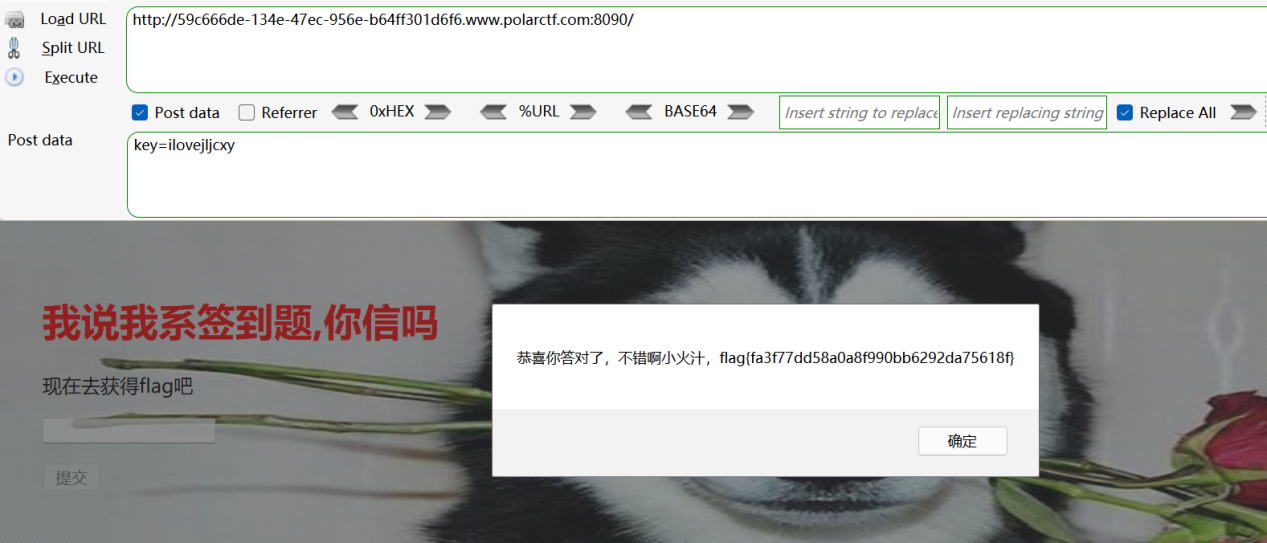 Load URL
http://59c666de-134e-47ec-956e-b64ff301d6f6.www.polarctf.com:8090/
Split URL
Execute
Post data
Referrer
0xHEX
%URL
BASE64
Insert string to replace
Insert replacing string
Replace All
Post data
key=ilovejljcxy
我说我系签到题,你信吗
现在去获得flag吧
提交
恭喜你答对了，不错啊小火汁，flag{fa3f77dd58a0a8f990bb6292da75618f}
确定